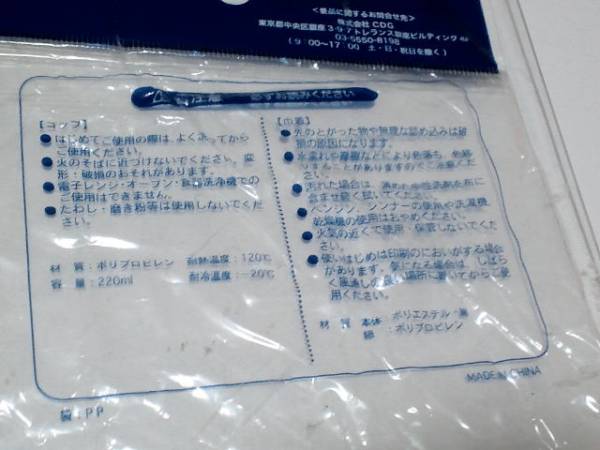 <景品に関するお問合せ先>
株式会社 CDG
東京都中央区銀座3-9-7トレランス銀座ビルディング4F
03-5550-8198
(9:00~17:00 土・日・祝日を除く)
必ずお読みください
【コップ】
●はじめてご使用の際は、よく洗ってから
ご使用ください。
●火のそばに近づけないでください。変
形・破損のおそれがあります。
●電子レンジ・オーブン・食器洗浄機での
ご使用はできません。
●たわし・磨き粉等は使用しないでくだ
さい。
材 質:ポリプロピレン 耐熱温度:120℃
容 量:220ml 耐冷温度:-20℃
【巾着】
●先のとがった物や無理な詰め込みは破
損の原因になります。
●水濡れや摩擦などにより色落ち、色移
りすることがありますのでご注意くださ
い。
●汚れた場合は、薄めた中性洗剤を布に
含ませ軽く拭いてください。
●ベンジン、シンナーの使用や洗濯機、
乾燥機の使用はおやめください。
●火気の近くで使用・保管しないでくだ
さい。
●使いはじめは印刷のにおいがする場合
があります。気になる場合は、しばら
く風通しの良い場所に置いてからご使
用ください。
材 質 本体:ポリエステル・綿
紐:ポリプロピレン
MADE IN CHINA
袋:PP